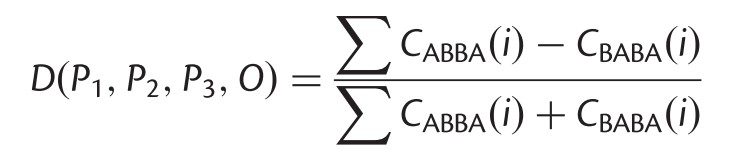 D(P₁, P₂, P₃, O) = ∑ C_ABBA(i) − C_BABA(i) / ∑ C_ABBA(i) + C_BABA(i)